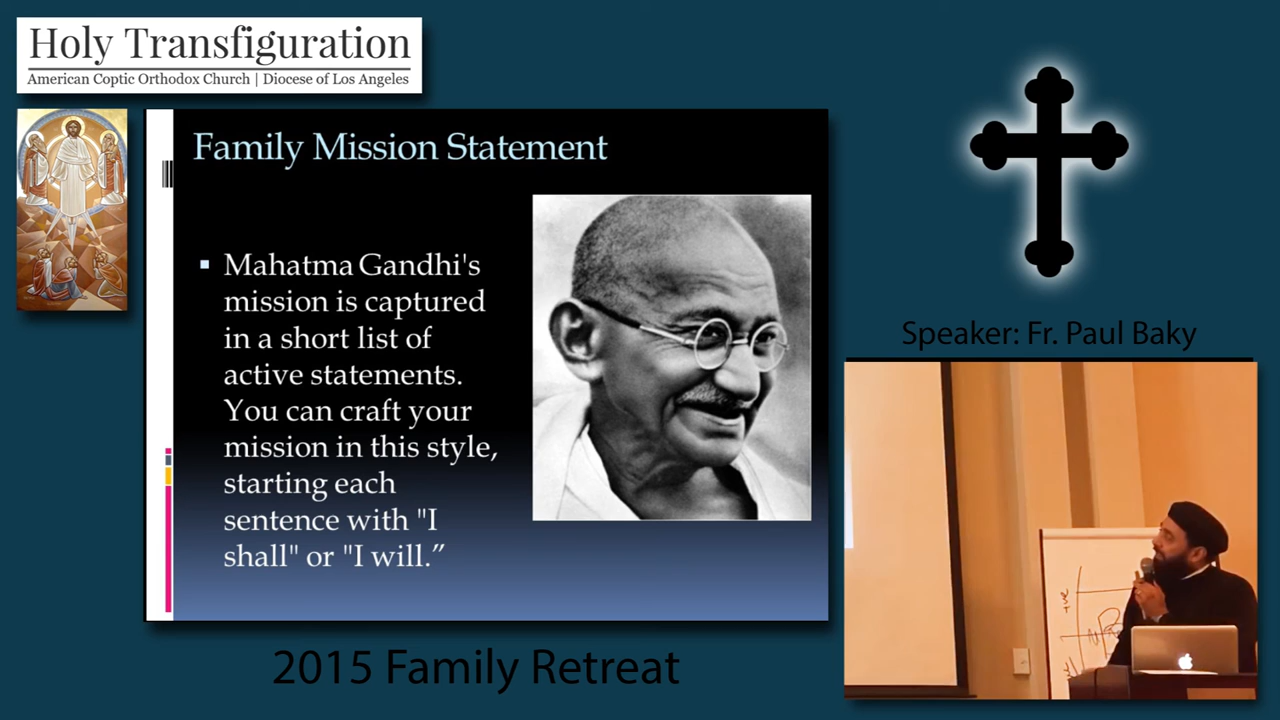 Holy Transfiguration
American Coptic Orthodox Church | Diocese of Los Angeles
Family Mission Statement
▪ Mahatma Gandhi's
mission is captured
in a short list of
active statements.
You can craft your
mission in this style,
starting each
sentence with "I
shall" or "I will.”
Speaker: Fr. Paul Baky
2015 Family Retreat